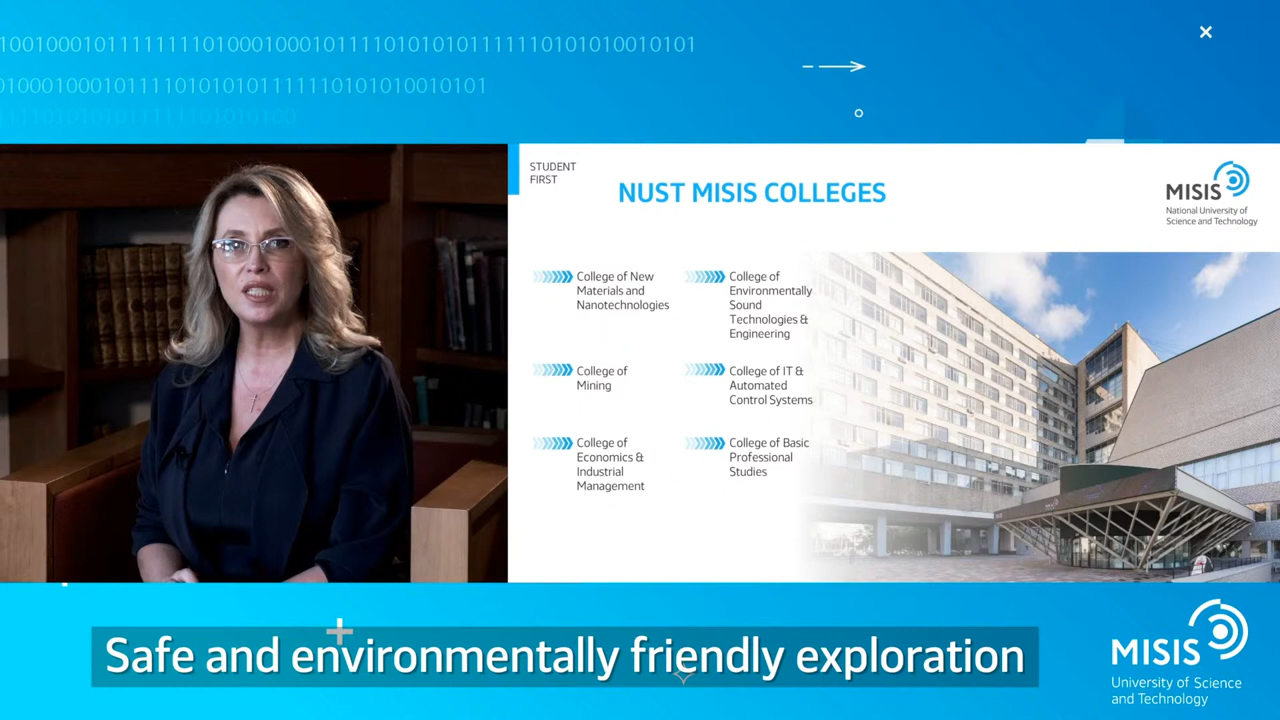 1001000101111111101000100010111101010101111110101010010101
01000100010111101010101111110101010010101
STUDENT
FIRST
NUST MISIS COLLEGES
MISIS
National University of
Science and Technology
College of New
Materials and
Nanotechnologies
College of
Environmentally
Sound
Technologies &
Engineering
College of
Mining
College of IT &
Automated
Control Systems
College of
Economics &
Industrial
Management
College of Basic
Professional
Studies
Safe and environmentally friendly exploration
MISIS
University of Science
and Technology